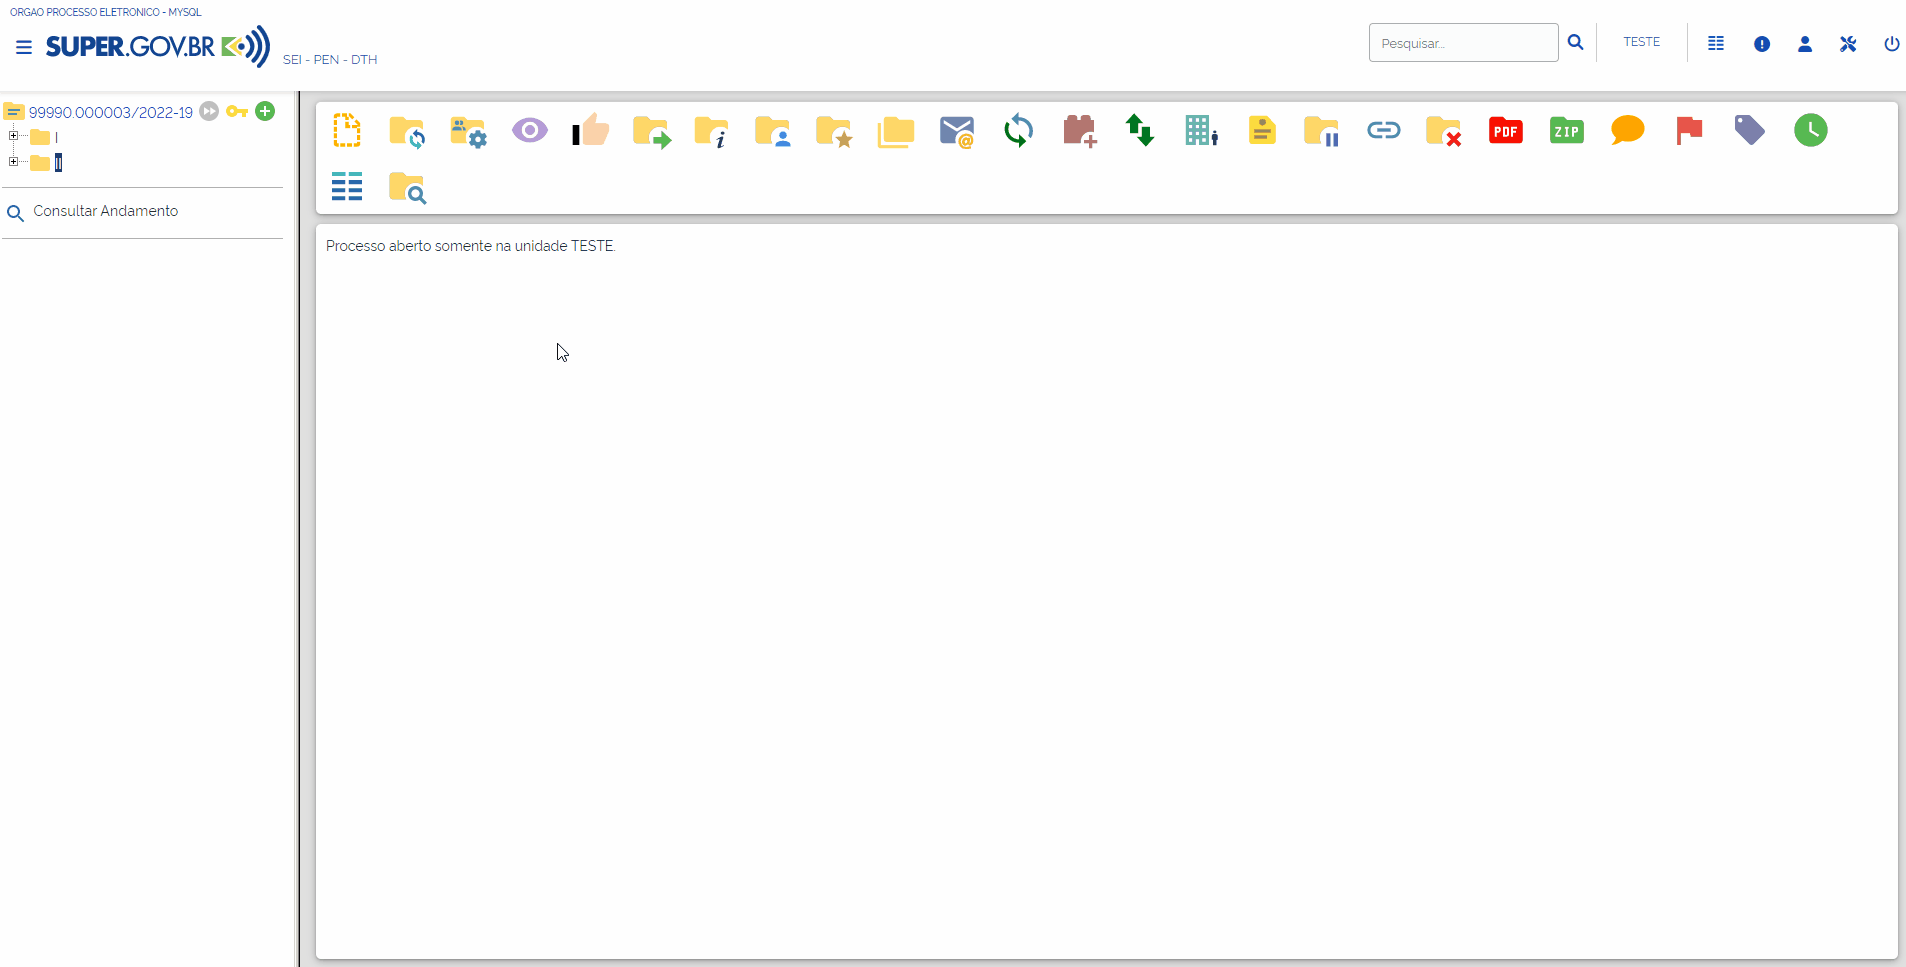 ORGAO PROCESSO ELETRONICO - MYSQL
SUPER.GOV.BR
SEI - PEN - DTH
Pesquisar...
TESTE
99990.000003/2022-19
I
II
Consultar Andamento
PDF
ZIP
Processo aberto somente na unidade TESTE.